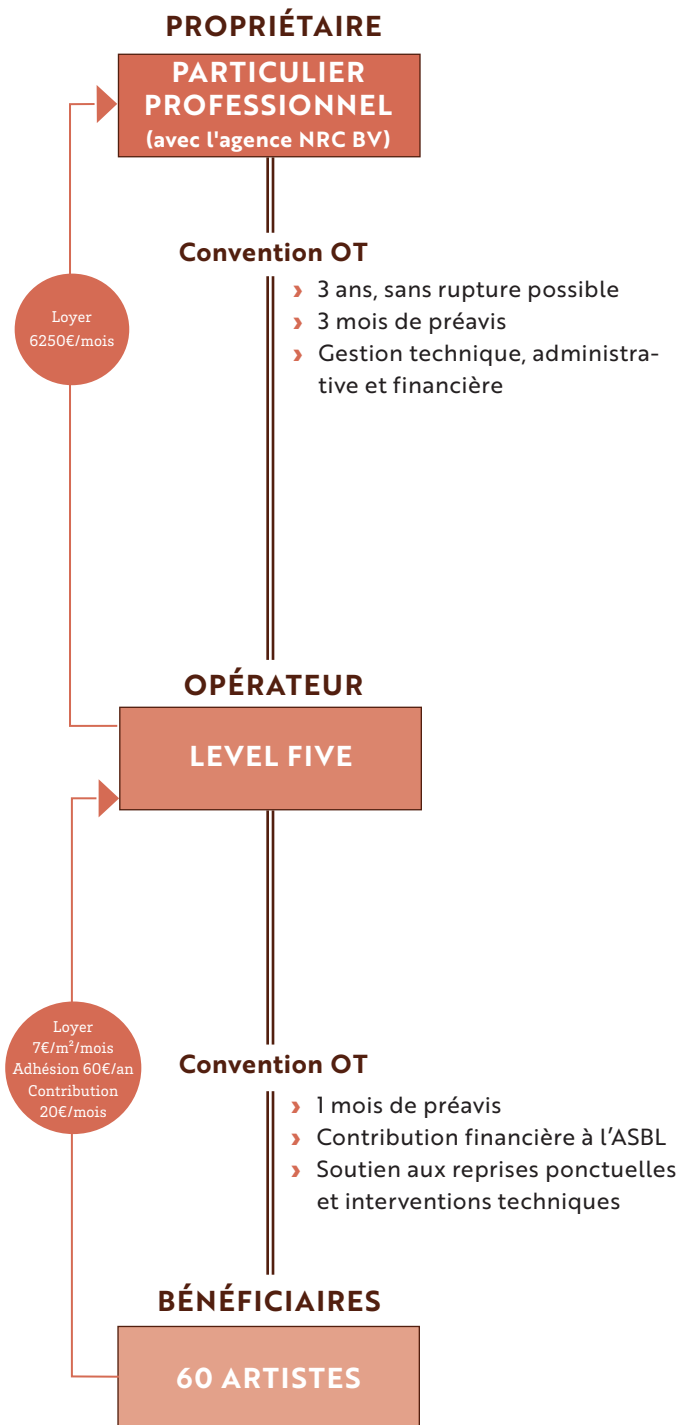 PROPRIÉTAIRE
PARTICULIER
PROFESSIONNEL
(avec l'agence NRC BV)
Convention OT
› 3 ans, sans rupture possible
› 3 mois de préavis
› Gestion technique, administra-
tive et financière
Loyer
6250€/mois
OPÉRATEUR
LEVEL FIVE
Loyer
7€/m²/mois
Adhésion 60€/an
Contribution
20€/mois
Convention OT
› 1 mois de préavis
› Contribution financière à l’ASBL
› Soutien aux reprises ponctuelles
et interventions techniques
BÉNÉFICIAIRES
60 ARTISTES